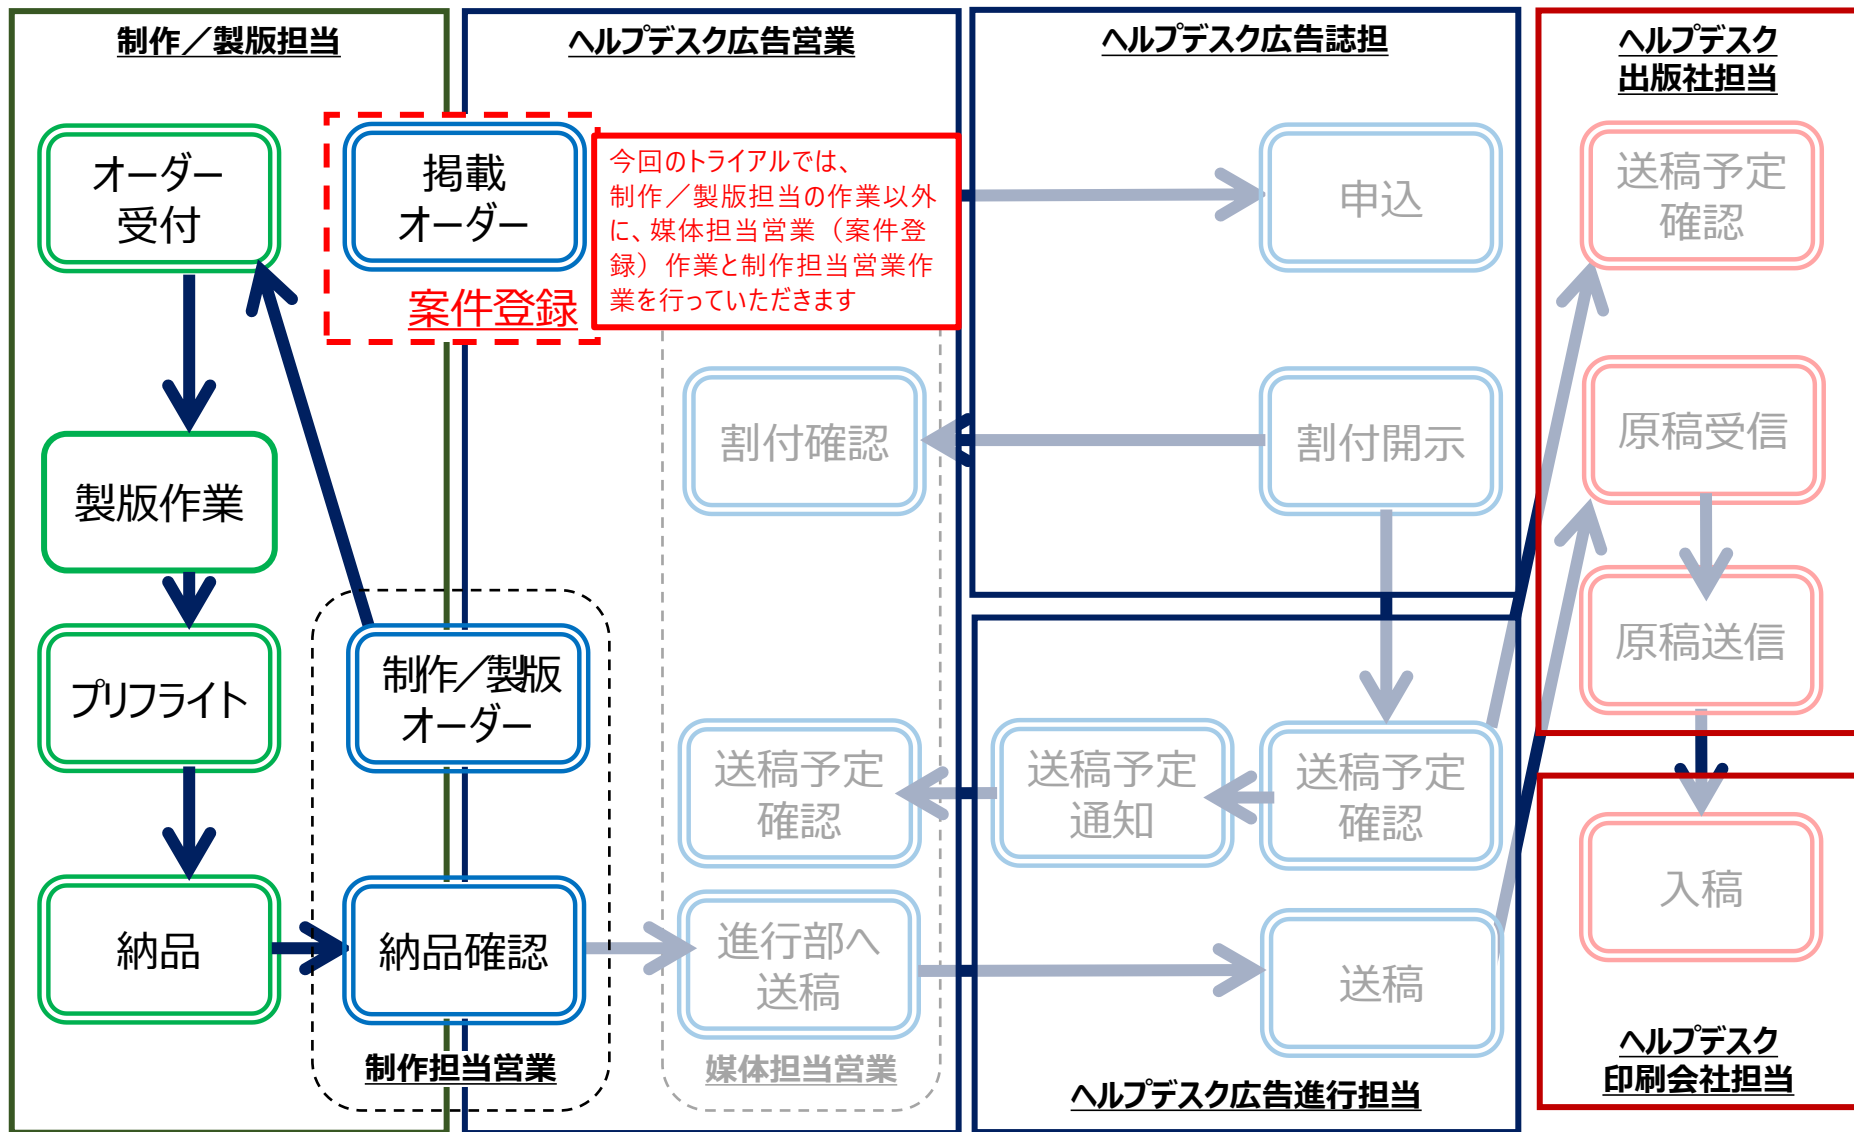 制作／製版担当
オーダー
受付
製版作業
プリフライト
納品
ヘルプデスク広告営業
掲載
オーダー
案件登録
今回のトライアルでは、
制作／製版担当の作業以外
に、媒体担当営業（案件登
録）作業と制作担当営業作
業を行っていただきます
割付確認
制作／製版
オーダー
送稿予定
確認
納品確認
進行部へ
送稿
制作担当営業
媒体担当営業
ヘルプデスク広告誌担
申込
割付開示
送稿予定
通知
送稿予定
確認
送稿
ヘルプデスク広告進行担当
ヘルプデスク
出版社担当
送稿予定
確認
原稿受信
原稿送信
入稿
ヘルプデスク
印刷会社担当